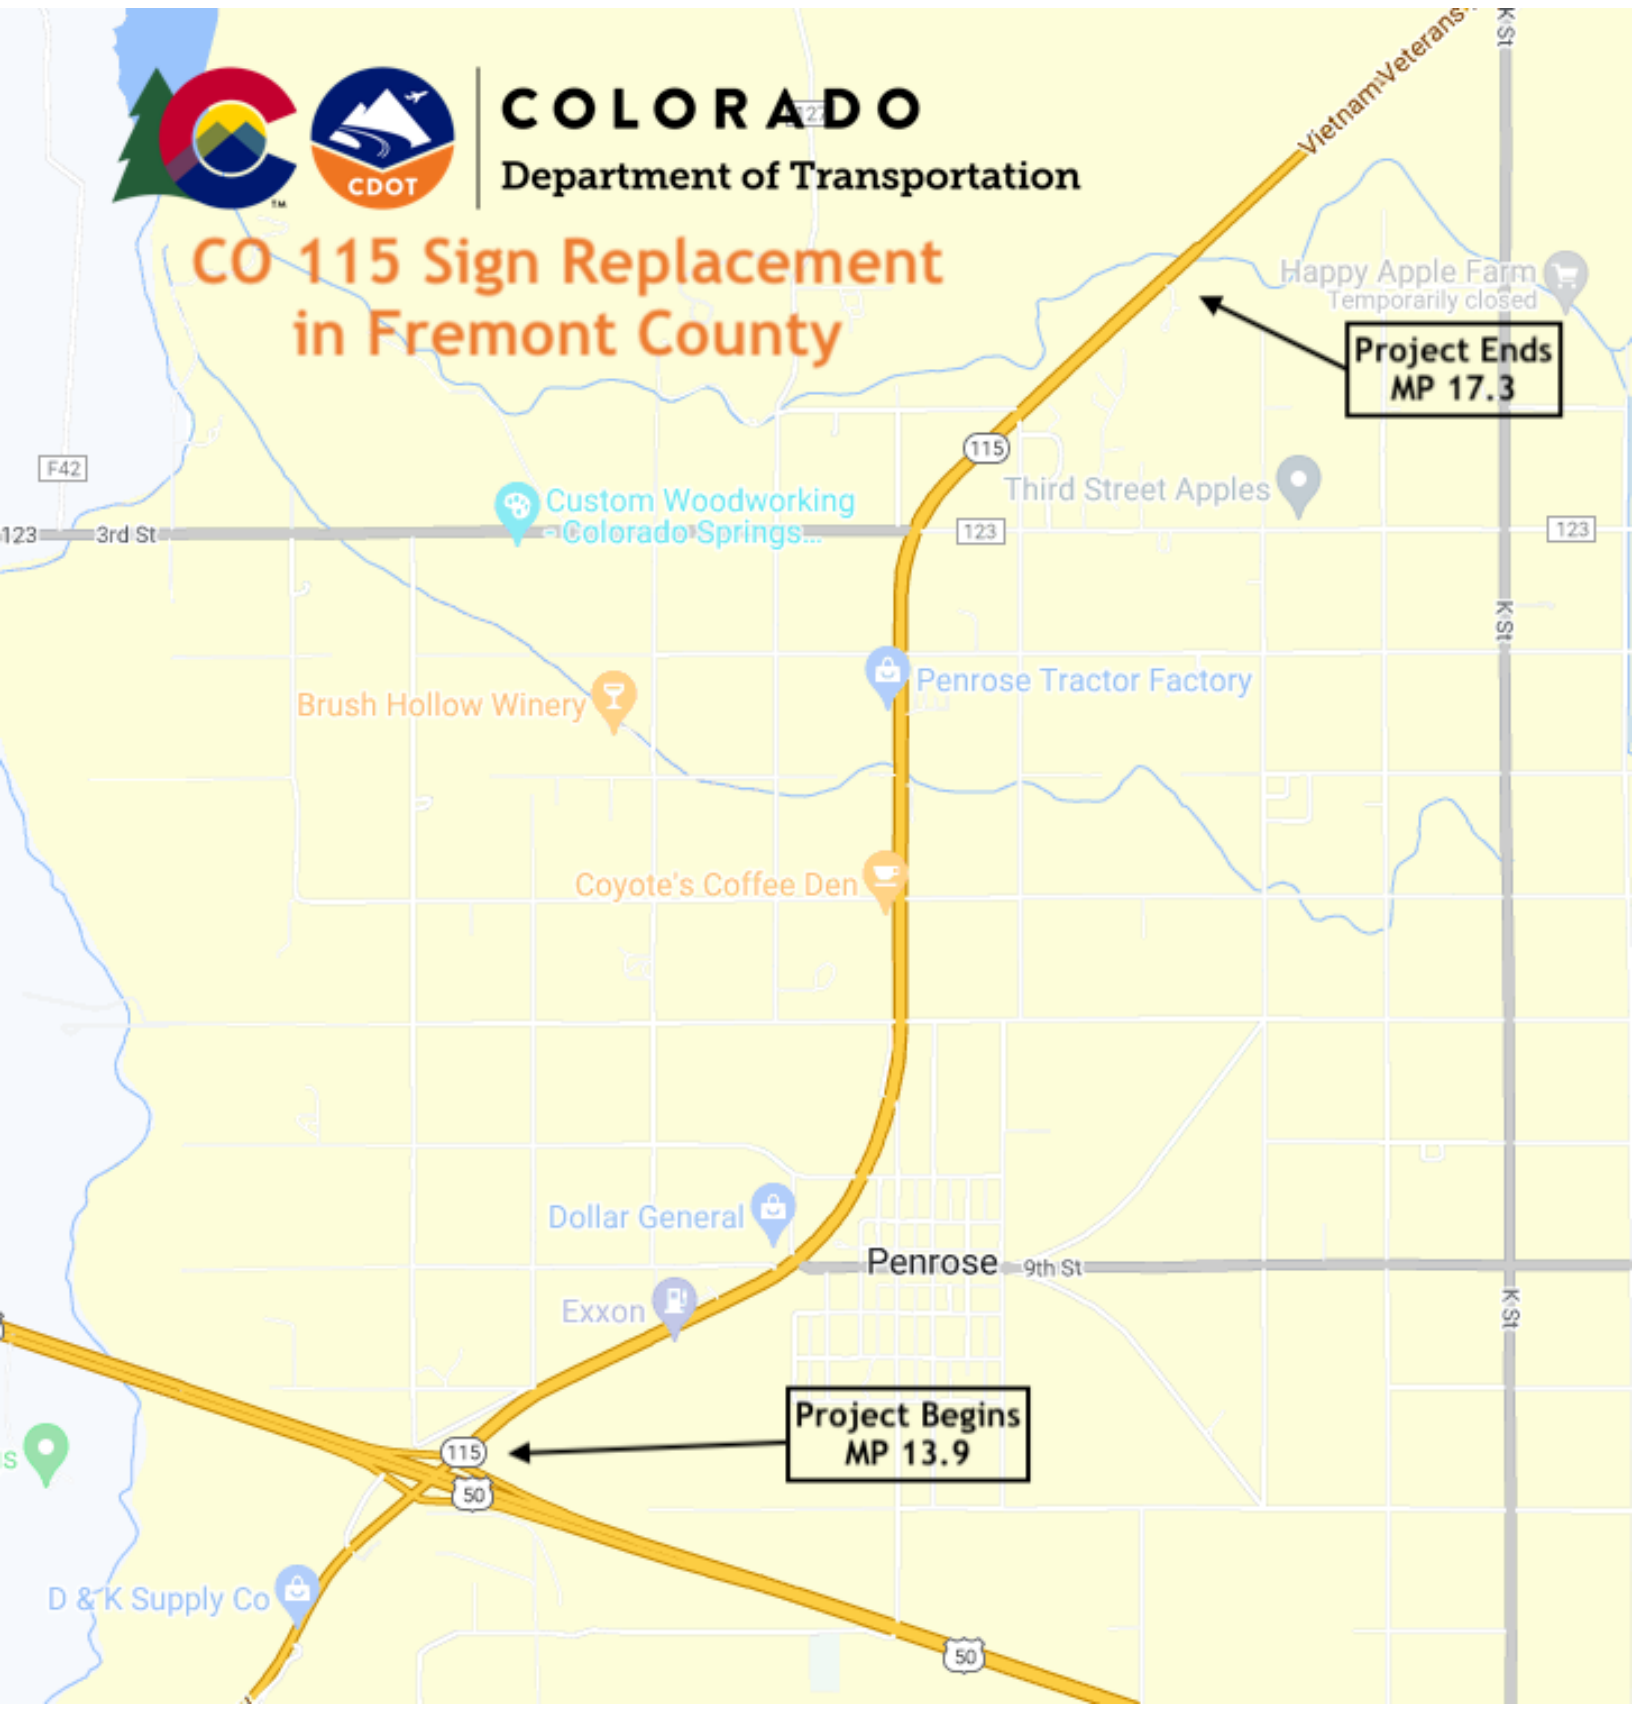 K St
Vietnam Veterans
COLORADO
127
Department of Transportation
CDOT
TM
CO 115 Sign Replacement
in Fremont County
Happy Apple Farm
Temporarily closed
Project Ends
MP 17.3
115
F42
Third Street Apples
Custom Woodworking
- Colorado Springs...
123
3rd St
123
123
K St
Penrose Tractor Factory
Brush Hollow Winery
Coyote's Coffee Den
Dollar General
Penrose
9th St
Exxon
K St
Project Begins
MP 13.9
115
50
s
D & K Supply Co
50